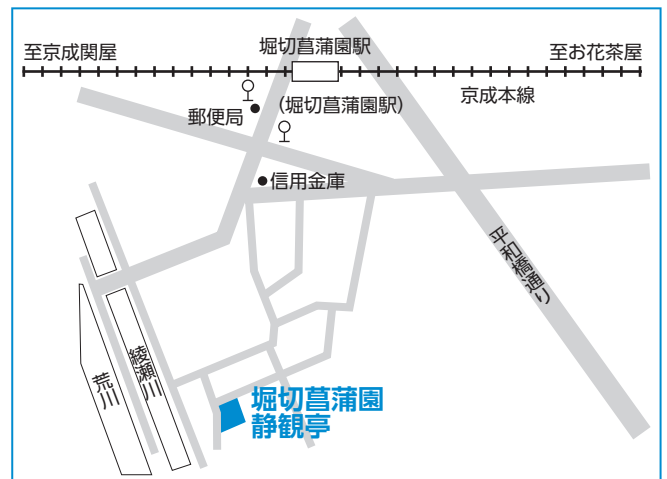 堀切菖蒲園駅
至京成関屋
至お花茶屋
京成本線
郵便局
(堀切菖蒲園駅)
信用金庫
平和橋通り
綾瀬川
荒川
堀切菖蒲園
静観亭